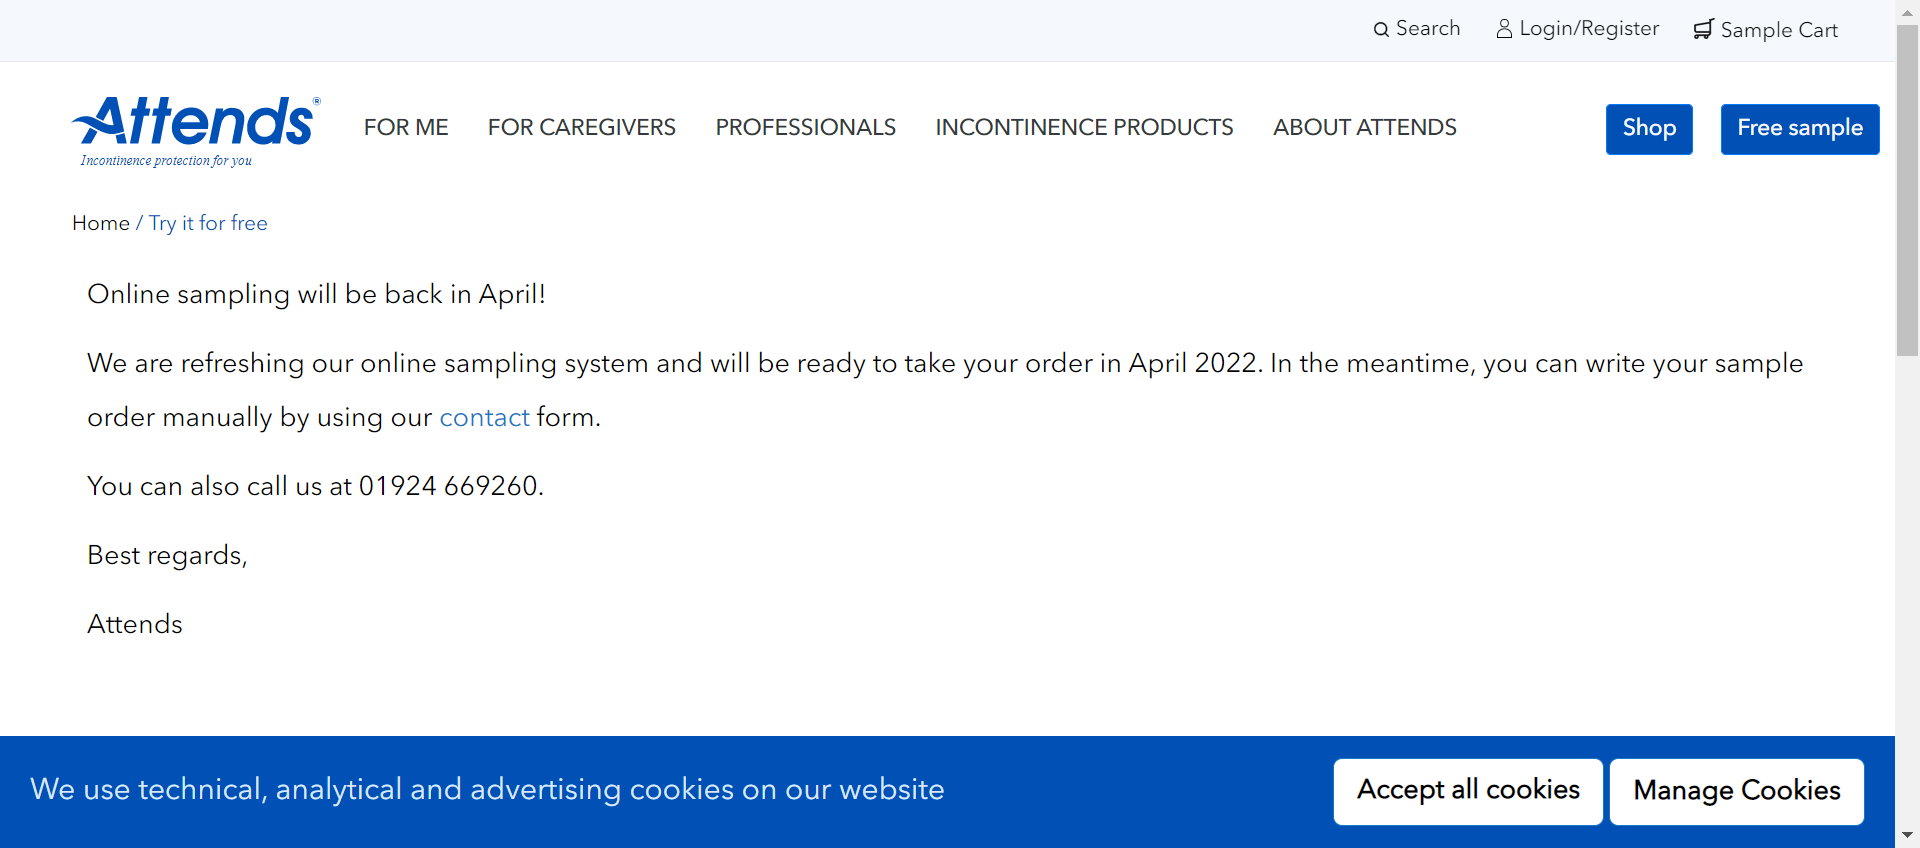 Search Login/Register Sample Cart
Attends®
Incontinence protection for you
FOR ME FOR CAREGIVERS PROFESSIONALS INCONTINENCE PRODUCTS ABOUT ATTENDS Shop Free sample
Home / Try it for free
Online sampling will be back in April!
We are refreshing our online sampling system and will be ready to take your order in April 2022. In the meantime, you can write your sample
order manually by using our contact form.
You can also call us at 01924 669260.
Best regards,
Attends
We use technical, analytical and advertising cookies on our website Accept all cookies Manage Cookies